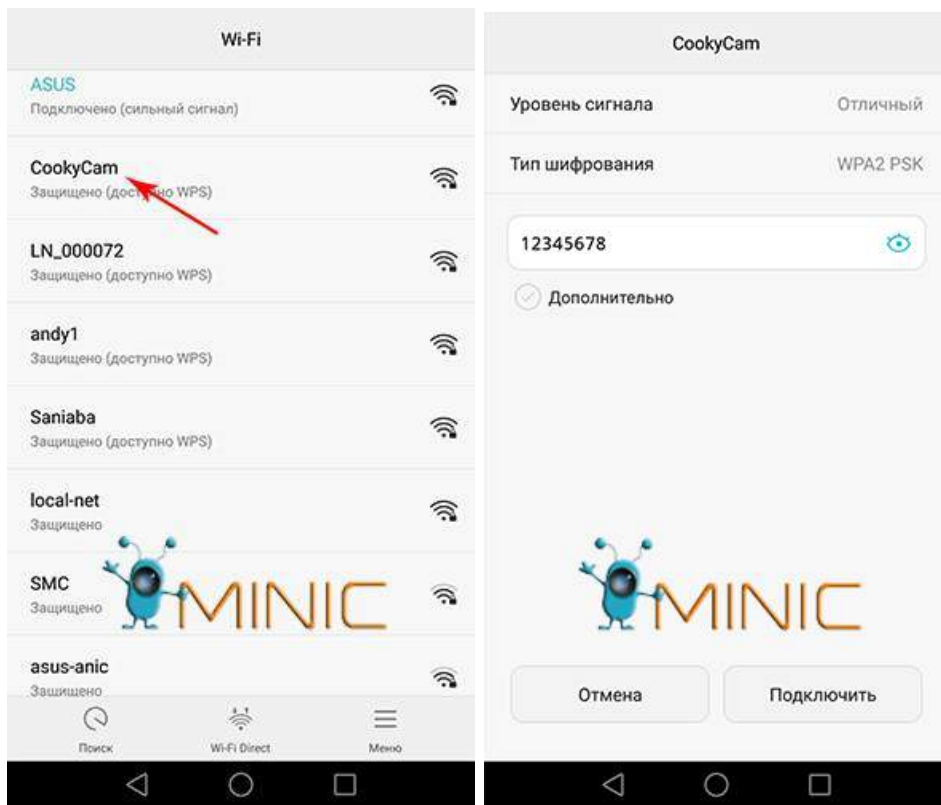 Wi-Fi
ASUS
Подключено (сильный сигнал)
CookyCam
Защищено (доступно WPS)
LN_000072
Защищено (доступно WPS)
andy1
Защищено (доступно WPS)
Saniaba
Защищено (доступно WPS)
local-net
Защищено
SMC
Защищено
MINIC
asus-anic
Защищено
Поиск
Wi-Fi Direct
Меню
CookyCam
Уровень сигнала
Отличный
Тип шифрования
WPA2 PSK
12345678
Дополнительно
MINIC
Отмена
Подключить